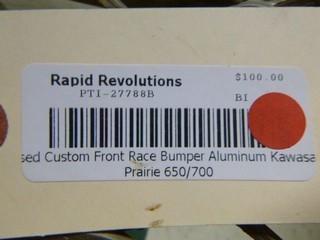 Rapid Revolutions $100.00
PTI-27788B BI
sed Custom Front Race Bumper Aluminum Kawasa
Prairie 650/700